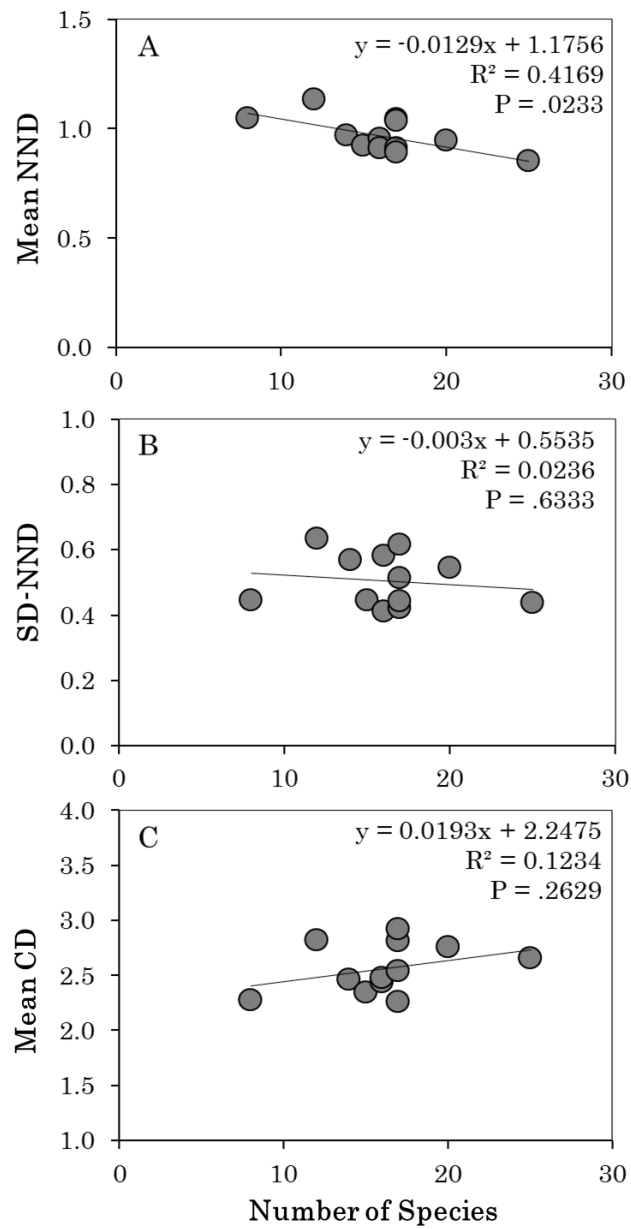 A
y = -0.0129x + 1.1756
R² = 0.4169
P = .0233
1.5
1.0
0.5
0.0
Mean NND
0 10 20 30
B
y = -0.003x + 0.5535
R² = 0.0236
P = .6333
1.0
0.8
0.6
0.4
0.2
0.0
SD-NND
0 10 20 30
C
y = 0.0193x + 2.2475
R² = 0.1234
P = .2629
4.0
3.5
3.0
2.5
2.0
1.5
1.0
Mean CD
0 10 20 30
Number of Species